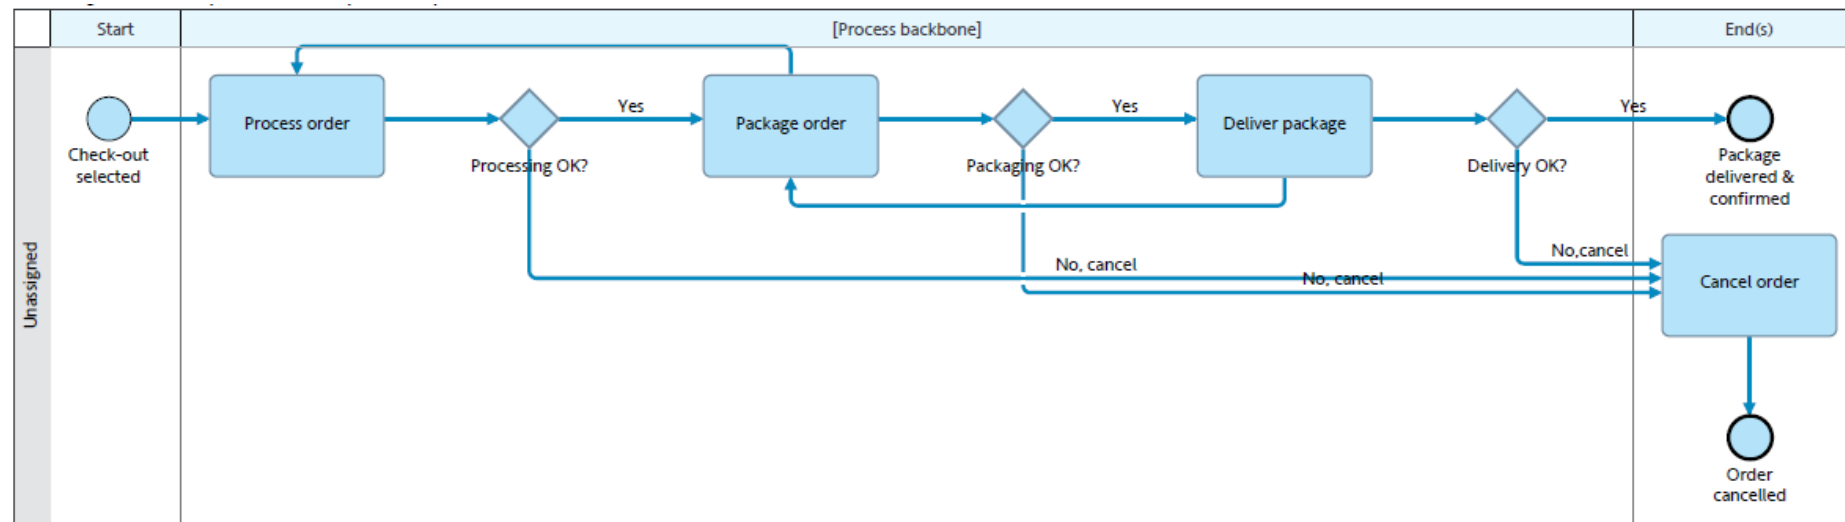 Start
[Process backbone]
End(s)
Unassigned
Check-out
selected
Process order
Processing OK?
Yes
Package order
Packaging OK?
Yes
Deliver package
Delivery OK?
Yes
Package
delivered &
confirmed
No, cancel
No, cancel
No,cancel
Cancel order
Order
cancelled